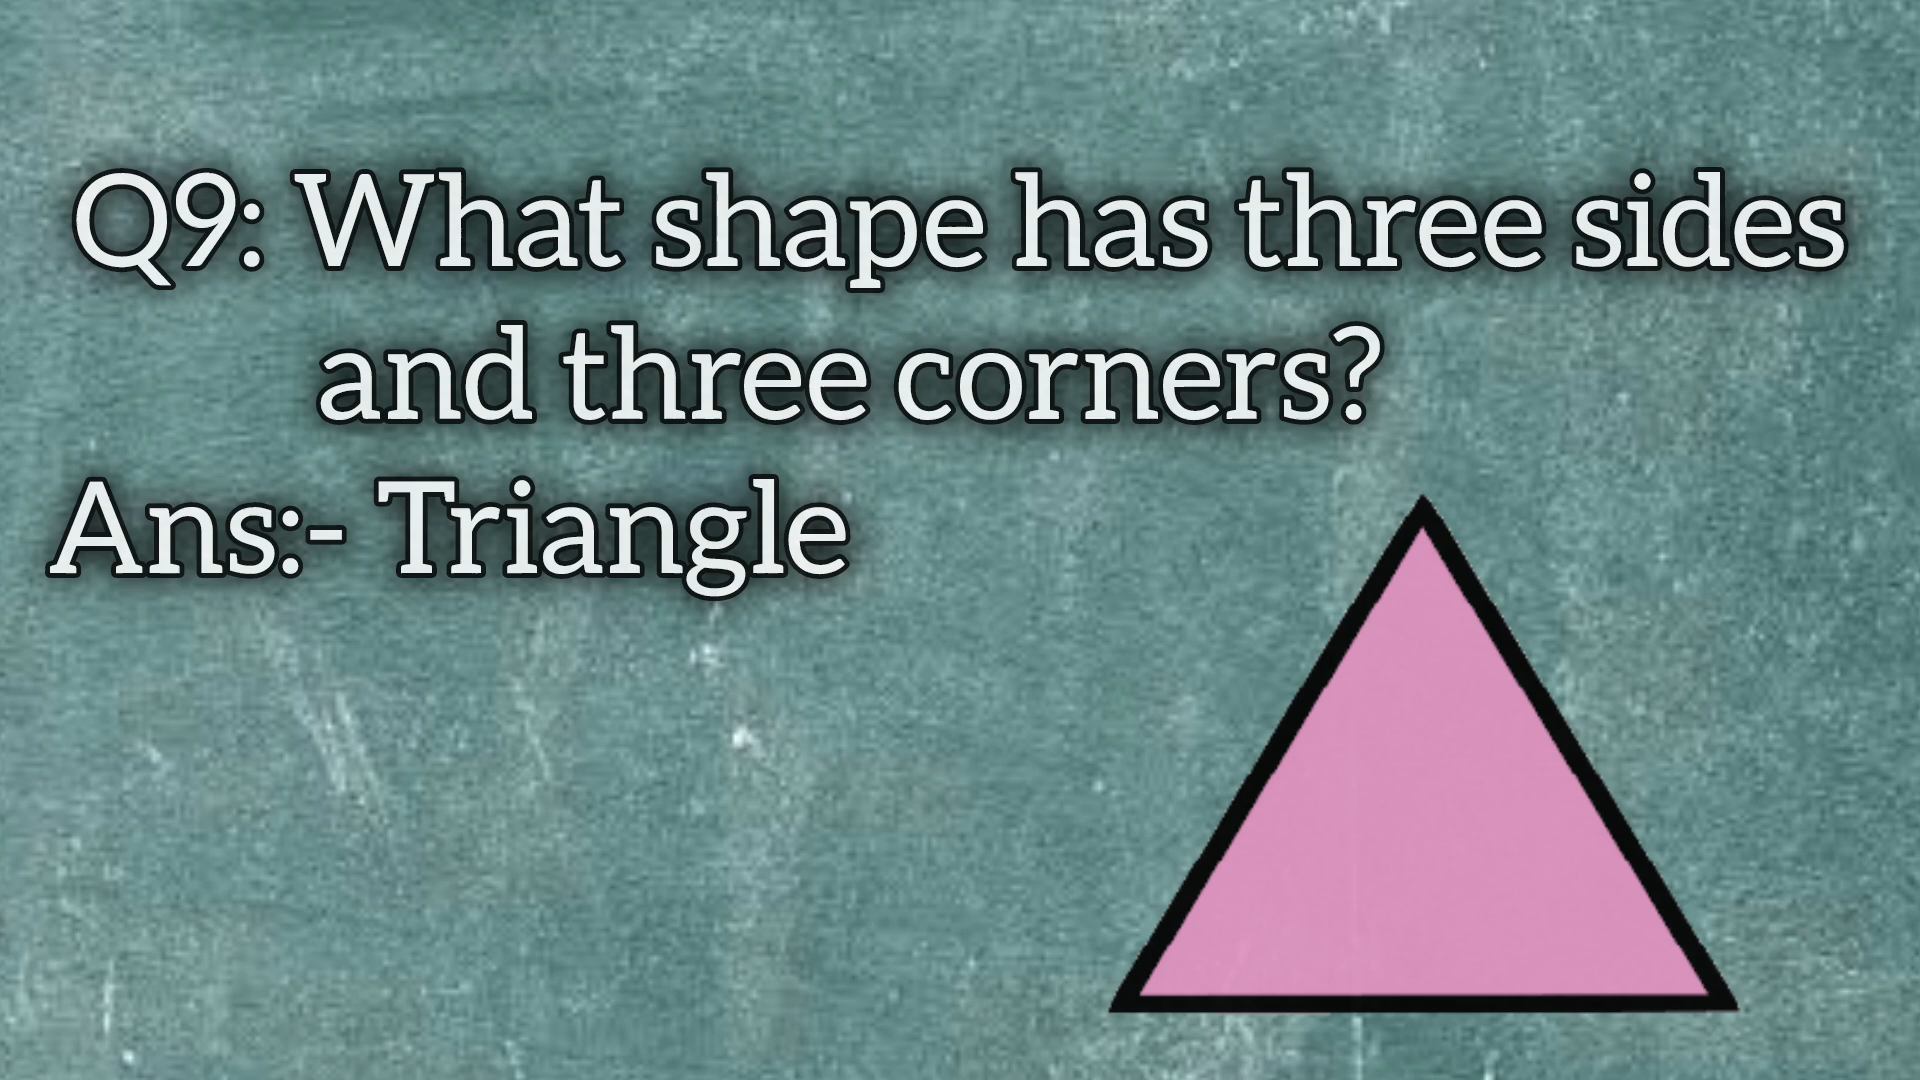 Q9: What shape has three sides
and three corners?
Ans:- Triangle